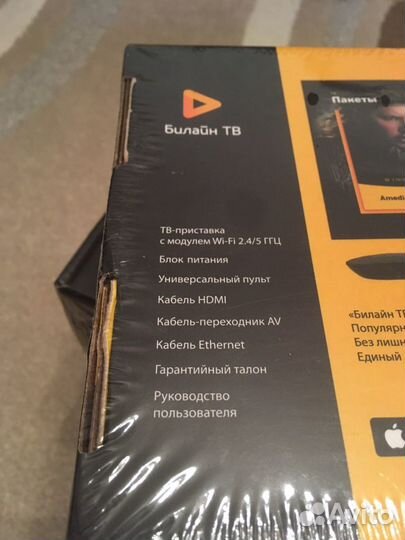 Билайн ТВ
ТВ-приставка
с модулем Wi-Fi 2.4/5 ГГЦ
Блок питания
Универсальный пульт
Кабель HDMI
Кабель-переходник AV
Кабель Ethernet
Гарантийный талон
Руководство
пользователя
Пакеты
Amedi
«Билайн ТВ
Популярн
Без лишн
Единый
Avito